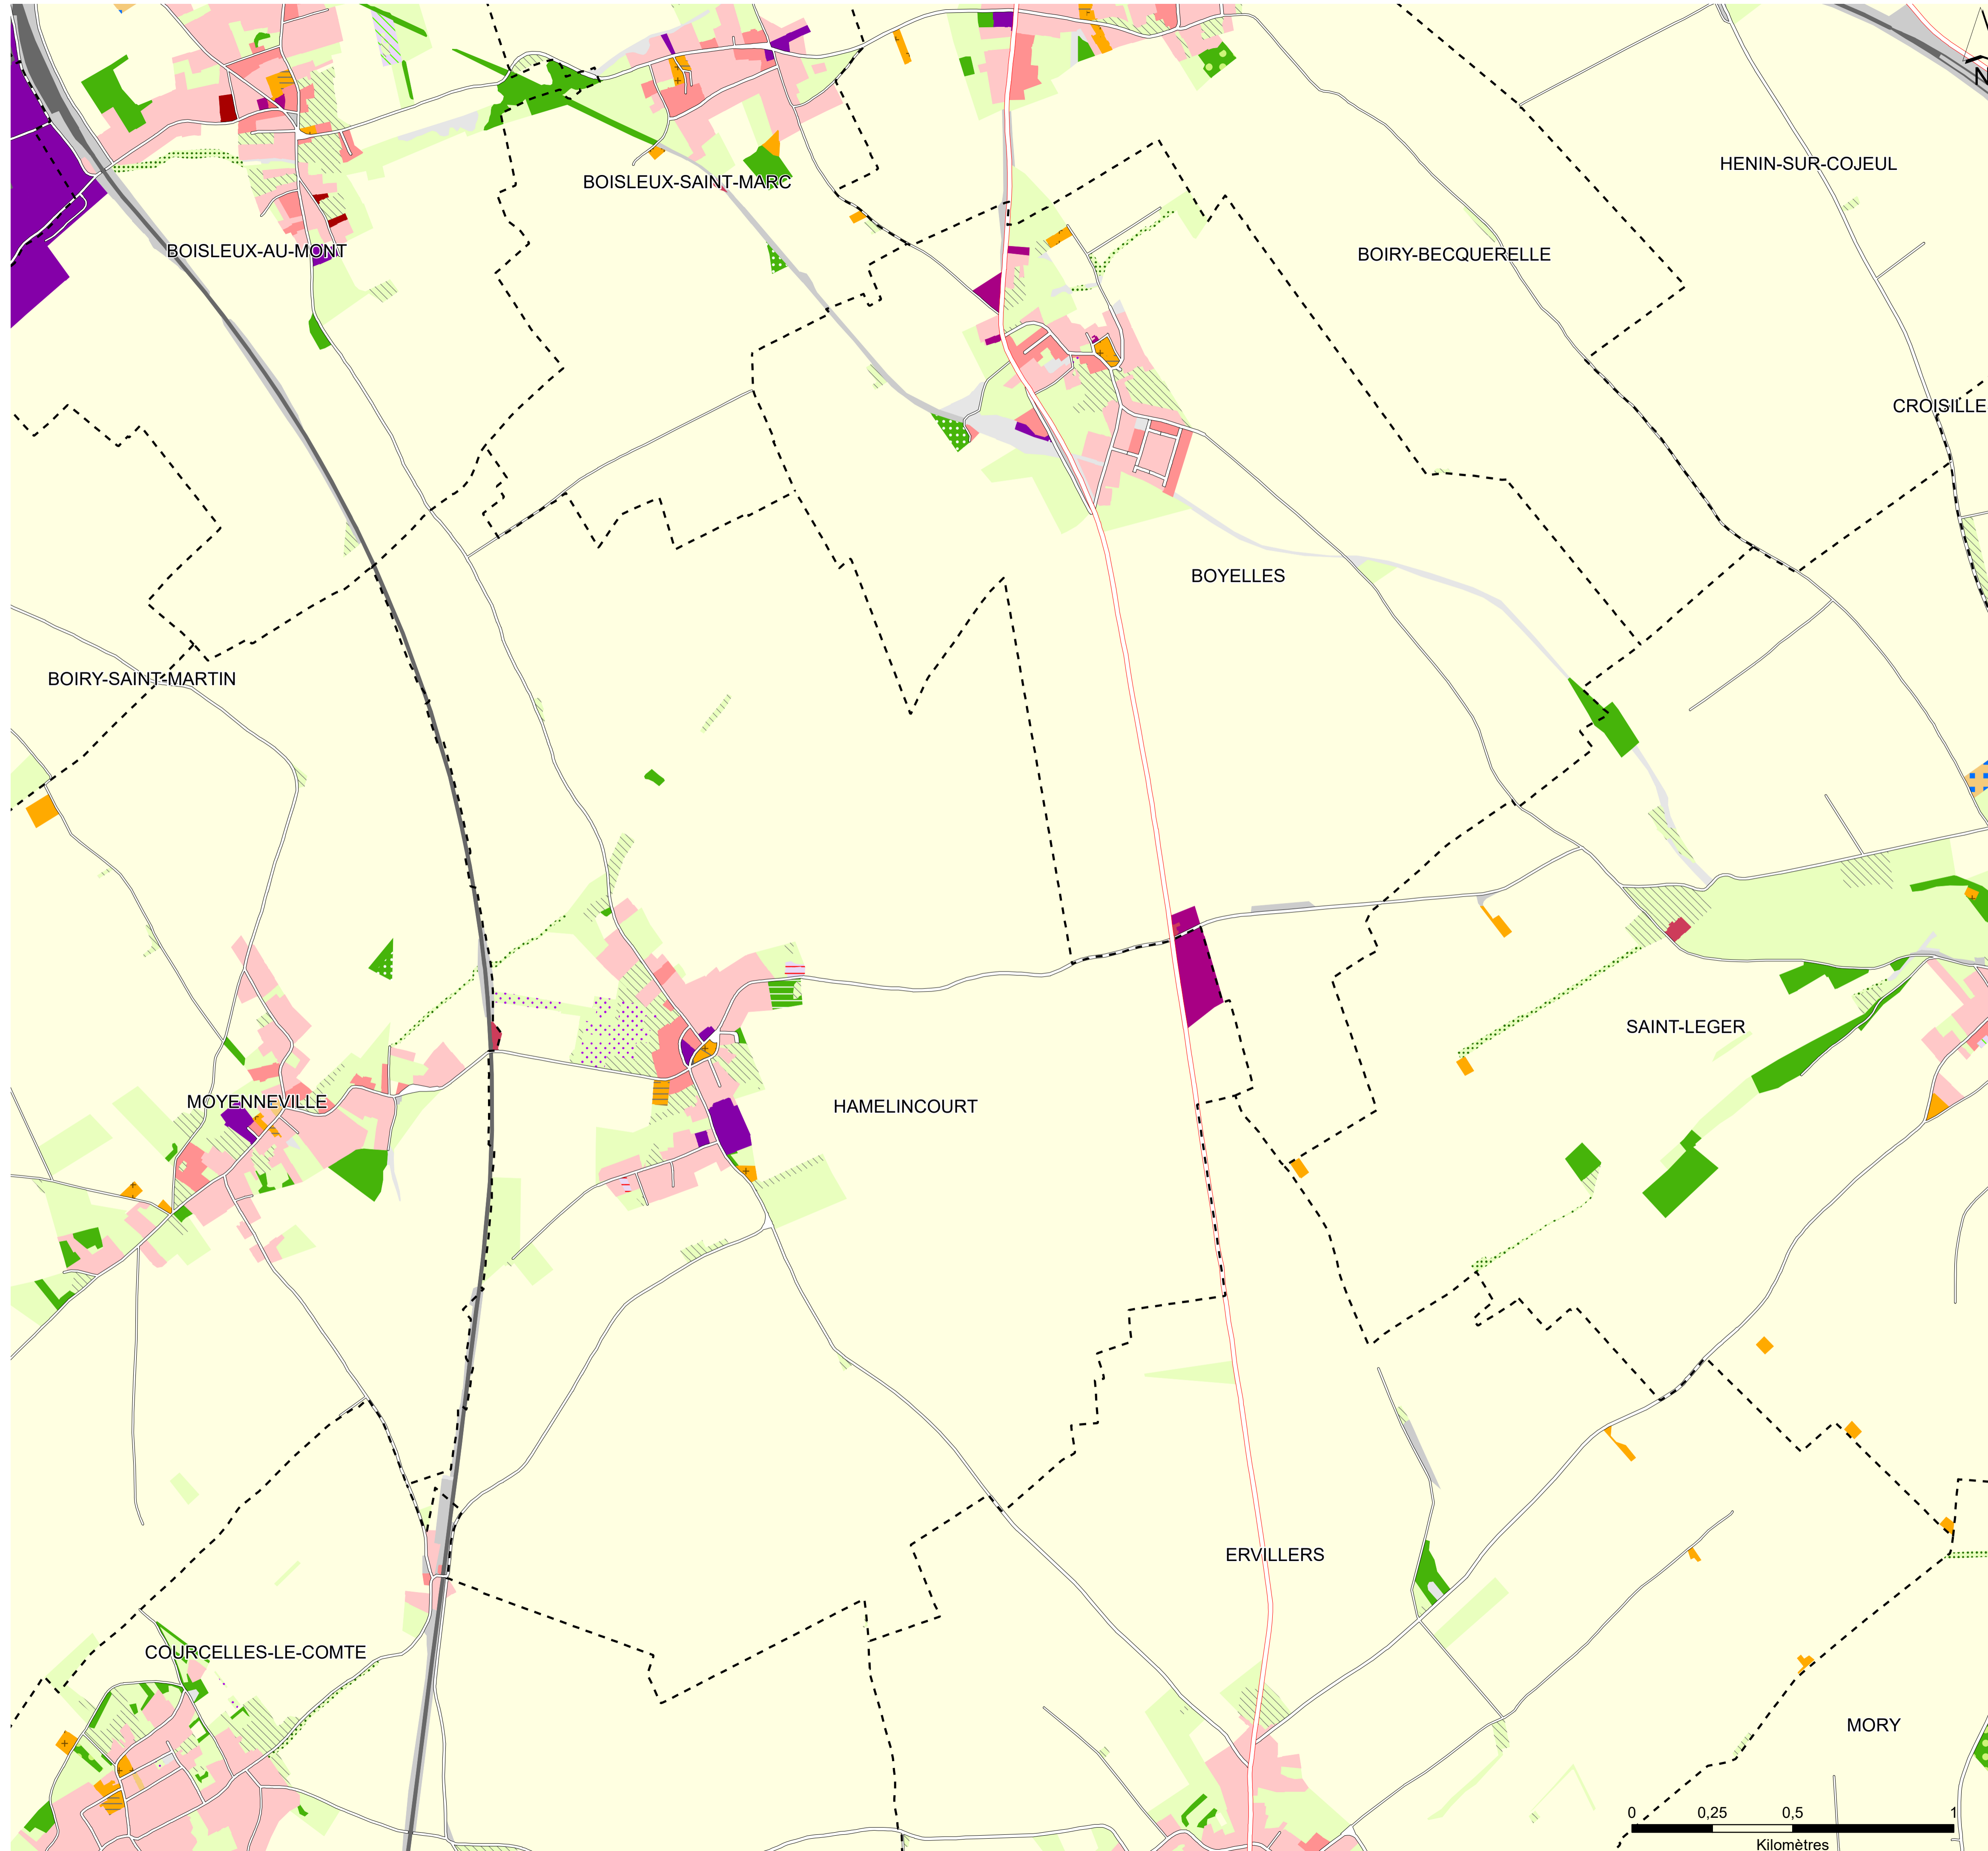 N
HENIN-SUR-COJEUL
BOISLEUX-SAINT-MARC
BOISLEUX-AU-MONT
BOIRY-BECQUERELLE
CROISILLE
BOYELLES
BOIRY-SAINT-MARTIN
SAINT-LEGER
MOYENNEVILLE
HAMELINCOURT
ERVILLERS
COURCELLES-LE-COMTE
MORY
0 0,25 0,5 1
Kilomètres